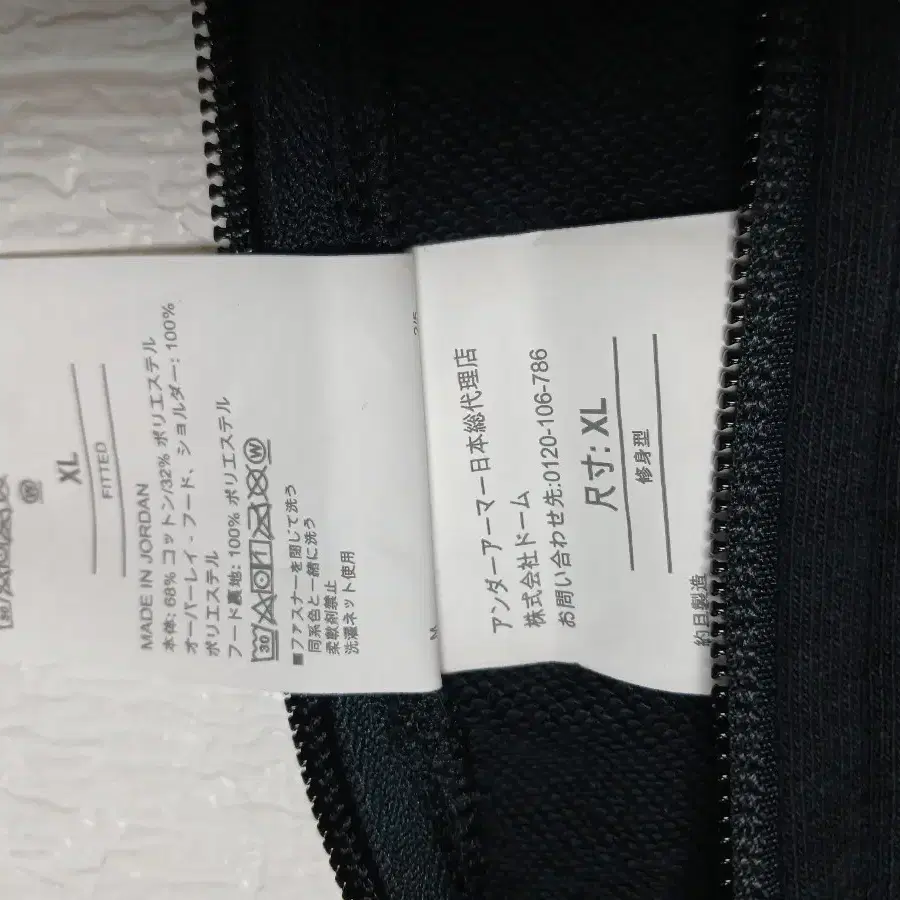 XL
FITTED
MADE IN JORDAN
本体: 68% コットン/32% ポリエステル
オーバーレイ - フード、ショルダー: 100%
ポリエステル
フード裏地: 100% ポリエステル
30 W
■ファスナーを閉じて洗う
同系色と一緒に洗う
柔軟剤禁止
洗濯ネット使用
アンダーアーマー日本総代理店
株式会社ドーム
お問い合わせ先:0120-106-786
尺寸: XL
修身型
约旦製造